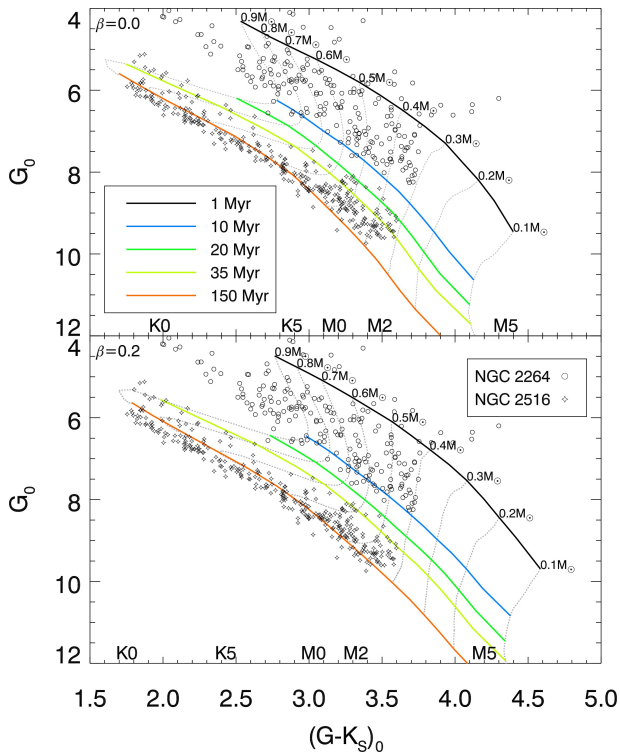 4
β=0.0
0.9M⊙
0.8M⊙
0.7M⊙
0.6M⊙
0.5M⊙
0.4M⊙
0.3M⊙
0.2M⊙
0.1M⊙
6
8
10
12
G0
1 Myr
10 Myr
20 Myr
35 Myr
150 Myr
K0 K5 M0 M2 M5
4
β=0.2
0.9M⊙
0.8M⊙
0.7M⊙
0.6M⊙
0.5M⊙
0.4M⊙
0.3M⊙
0.2M⊙
0.1M⊙
NGC 2264
NGC 2516
6
8
10
12
G0
K0 K5 M0 M2 M5
1.5 2.0 2.5 3.0 3.5 4.0 4.5 5.0
(G-KS)0